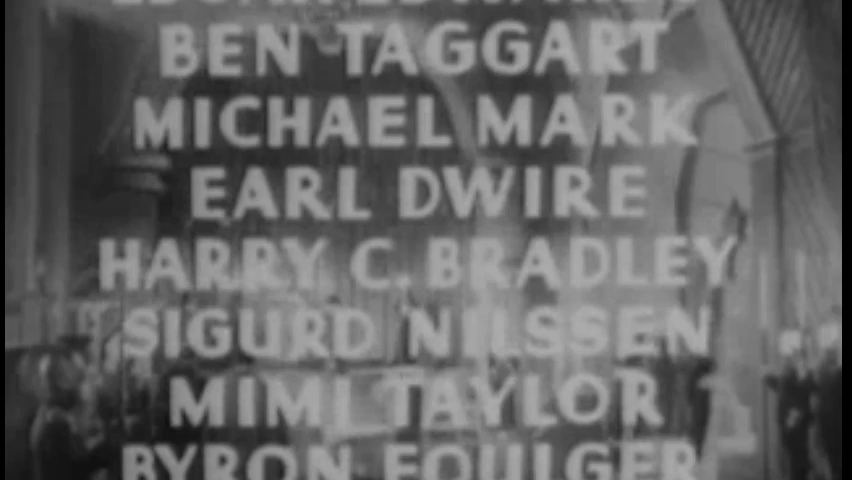 BEN TAGGART
MICHAEL MARK
EARL DWIRE
HARRY C. BRADLEY
SIGURD NILSSEN
MIMI TAYLOR
BYRON FOULGER